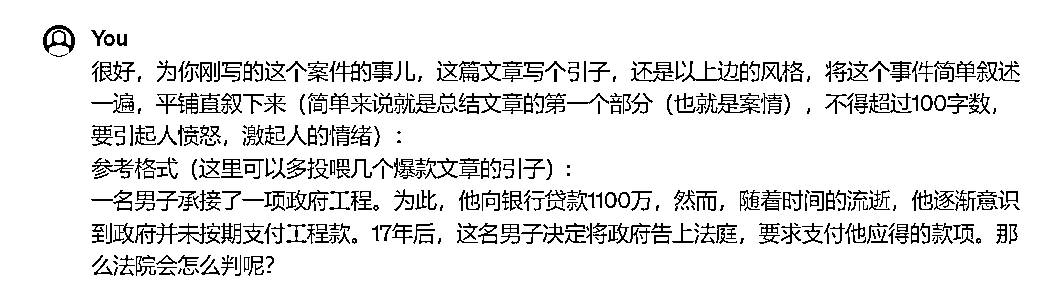 You
很好，为你刚写的这个案件的事儿，这篇文章写个引子，还是以上边的风格，将这个事件简单叙述
一遍，平铺直叙下来（简单来说就是总结文章的第一个部分（也就是案情），不得超过100字数，
要引起人愤怒，激起人的情绪）：
参考格式（这里可以多投喂几个爆款文章的引子）：
一名男子承接了一项政府工程。为此，他向银行贷款1100万，然而，随着时间的流逝，他逐渐意识
到政府并未按期支付工程款。17年后，这名男子决定将政府告上法庭，要求支付他应得的款项。那
么法院会怎么判呢？